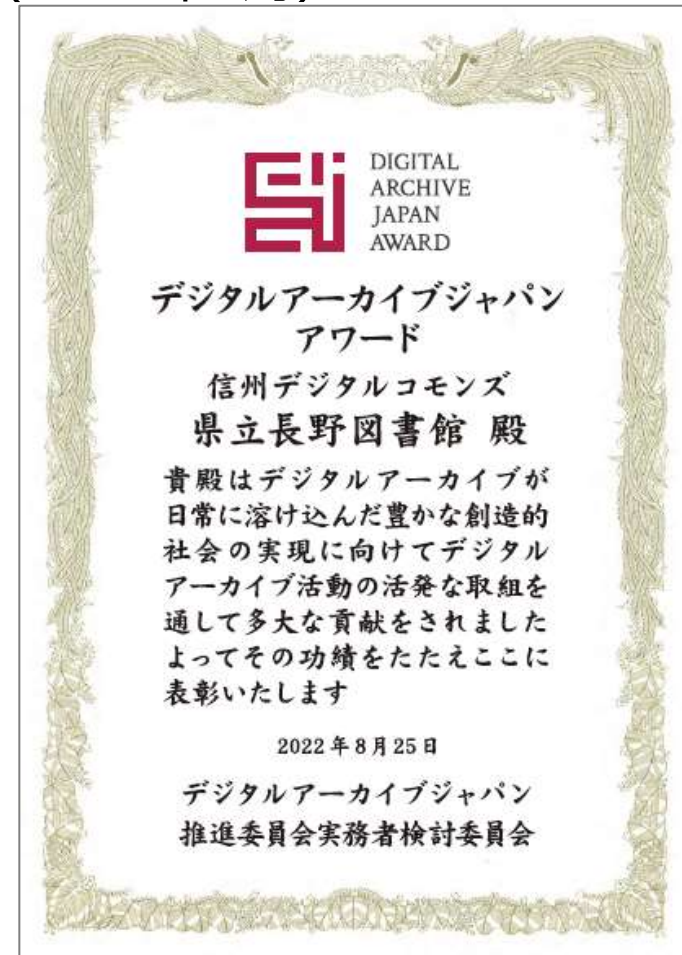 DIGITAL
ARCHIVE
JAPAN
AWARD
デジタルアーカイブジャパン
アワード
信州デジタルコモンズ
県立長野図書館 殿
貴殿はデジタルアーカイブが
日常に溶け込んだ豊かな創造的
社会の実現に向けてデジタル
アーカイブ活動の活発な取組を
通して多大な貢献をされました
よってその功績をたたえここに
表彰いたします
2022年8月25日
デジタルアーカイブジャパン
推進委員会実務者検討委員会